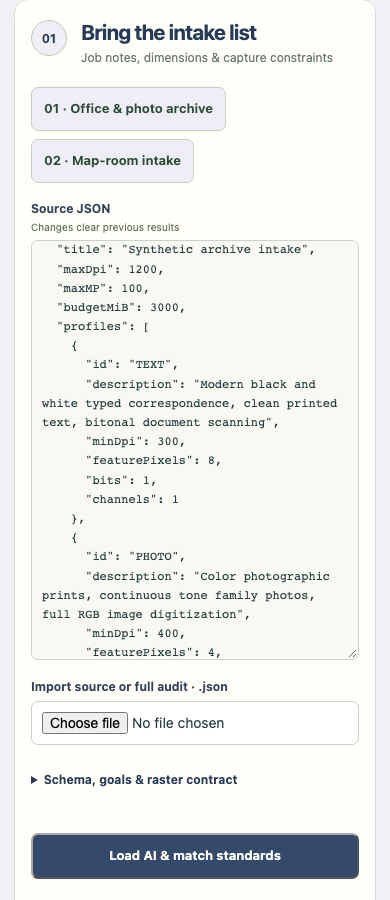 01
Bring the intake list
Job notes, dimensions & capture constraints
01 · Office & photo archive
02 · Map-room intake
Source JSON
Changes clear previous results
"title": "Synthetic archive intake",
"maxDpi": 1200,
"maxMP": 100,
"budgetMiB": 3000,
"profiles": [
{
"id": "TEXT",
"description": "Modern black and
white typed correspondence, clean printed
text, bitonal document scanning",
"minDpi": 300,
"featurePixels": 8,
"bits": 1,
"channels": 1
},
{
"id": "PHOTO",
"description": "Color photographic
prints, continuous tone family photos,
full RGB image digitization",
"minDpi": 400,
"featurePixels": 4,
Import source or full audit · .json
Choose file No file chosen
▶ Schema, goals & raster contract
Load AI & match standards